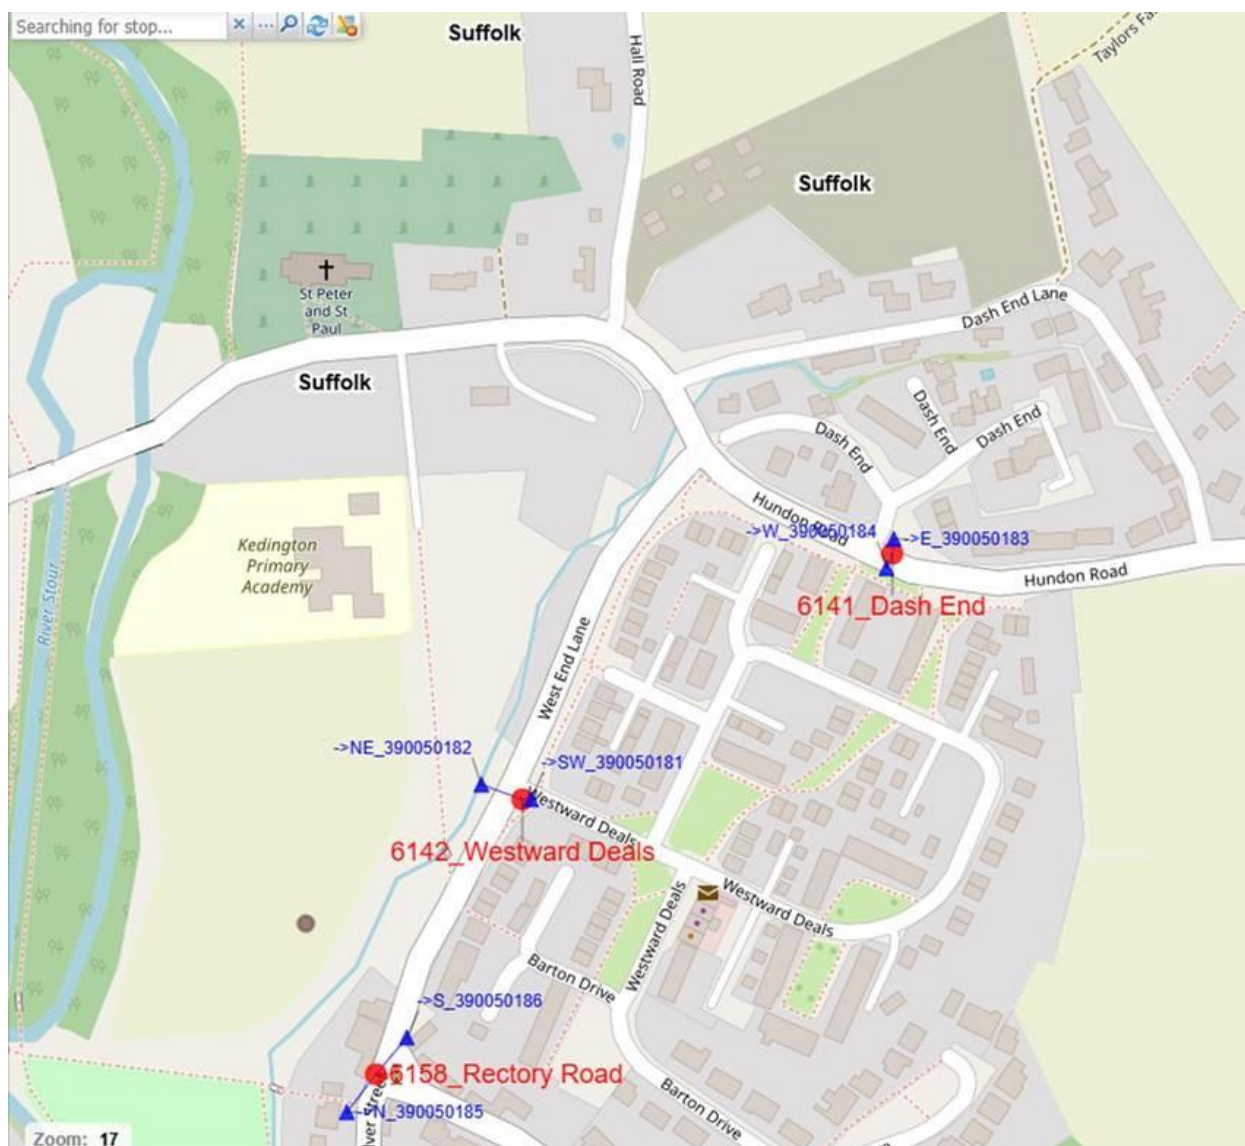 Searching for stop...
Suffolk
Hall Road
Taylors Fa
Suffolk
St Peter
and St
Paul
Dash End Lane
Suffolk
Dash End
Dash End
Dash End
Hundon Road
->W_390050184
->E_390050183
Kedington
Primary
Academy
River Stour
Hundon Road
6141_Dash End
West End Lane
->NE_390050182
->SW_390050181
Westward Deals
6142_Westward Deals
Westward Deals
Westward Deals
Barton Drive
->S_390050186
6158_Rectory Road
->N_390050185
iver Street
Barton Drive
Zoom: 17